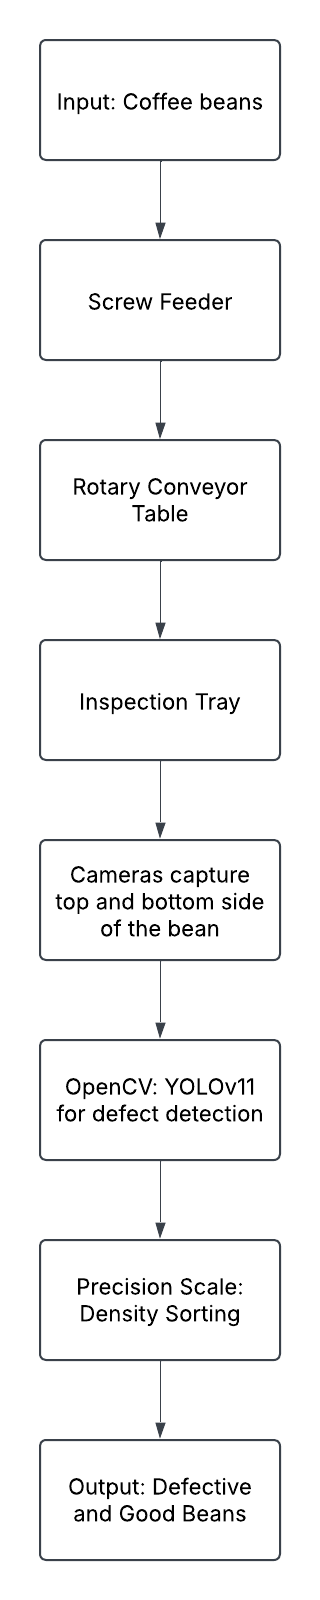 Input: Coffee beans
Screw Feeder
Rotary Conveyor
Table
Inspection Tray
Cameras capture
top and bottom side
of the bean
OpenCV: YOLOv11
for defect detection
Precision Scale:
Density Sorting
Output: Defective
and Good Beans